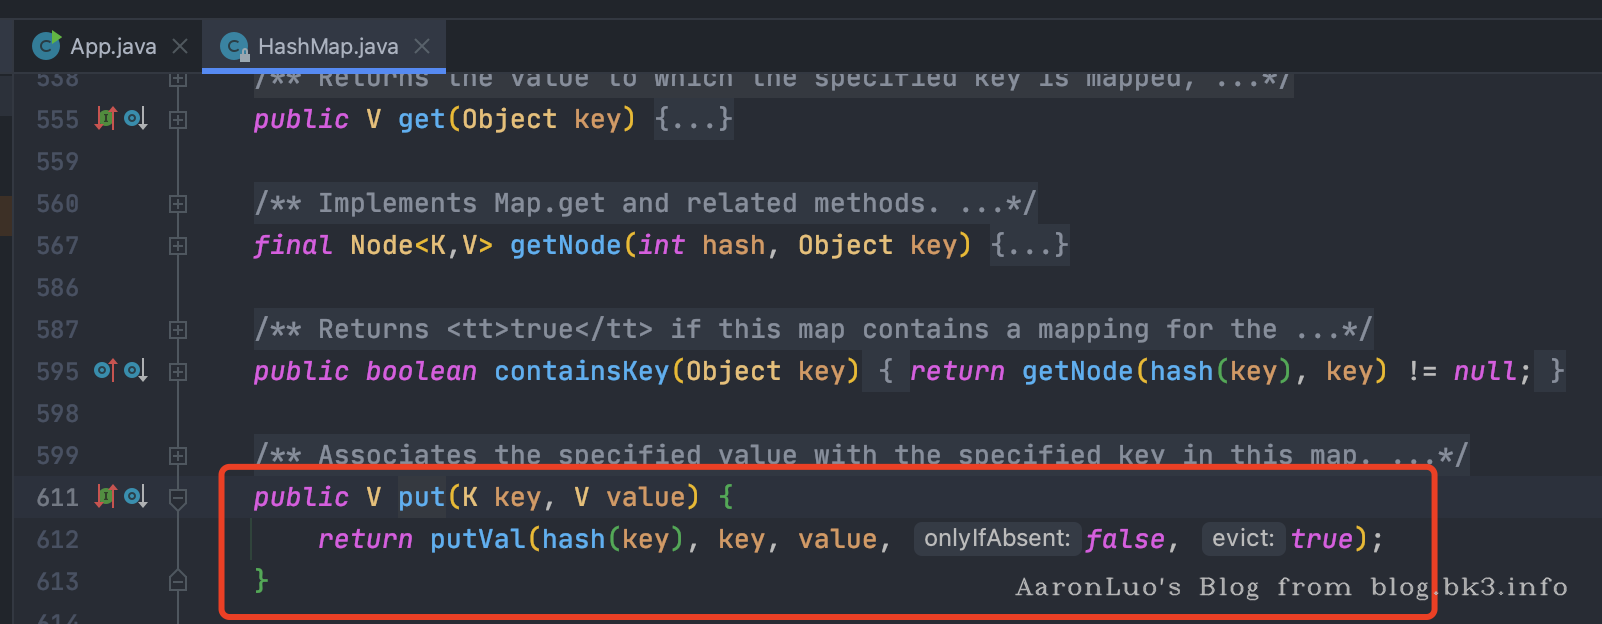 App.java HashMap.java
538 /** Returns the value to which the specified key is mapped, ...*/
555 public V get(Object key) {...}
559
560 /** Implements Map.get and related methods. ...*/
567 final Node<K,V> getNode(int hash, Object key) {...}
586
587 /** Returns <tt>true</tt> if this map contains a mapping for the ...*/
595 public boolean containsKey(Object key) { return getNode(hash(key), key) != null; }
598
599 /** Associates the specified value with the specified key in this map. ...*/
611 public V put(K key, V value) {
612 return putVal(hash(key), key, value, onlyIfAbsent: false, evict: true);
613 }
AaronLuo's Blog from blog.bk3.info
614